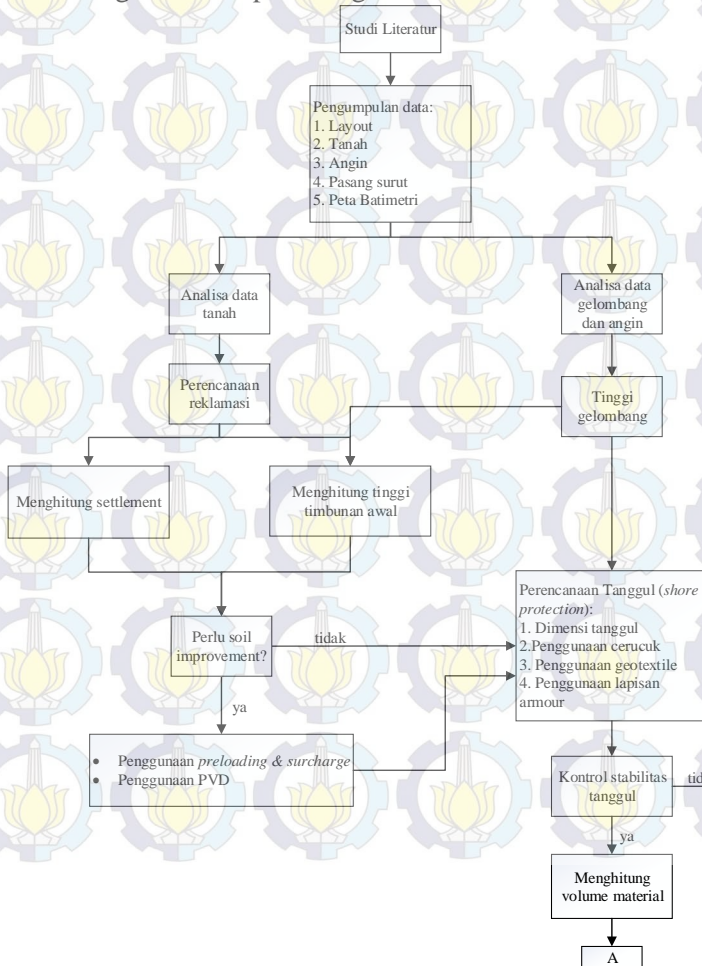 Studi Literatur
Pengumpulan data:
1. Layout
2. Tanah
3. Angin
4. Pasang surut
5. Peta Batimetri
Analisa data
tanah
Analisa data
gelombang
dan angin
Perencanaan
reklamasi
Tinggi
gelombang
Menghitung settlement
Menghitung tinggi
timbunan awal
Perencanaan Tanggul (shore
protection):
1. Dimensi tanggul
2.Penggunaan cerucuk
3. Penggunaan geotextile
4. Penggunaan lapisan
armour
Perlu soil
improvement?
tidak
ya
• Penggunaan preloading & surcharge
• Penggunaan PVD
Kontrol stabilitas
tanggul
ya
Menghitung
volume material
A